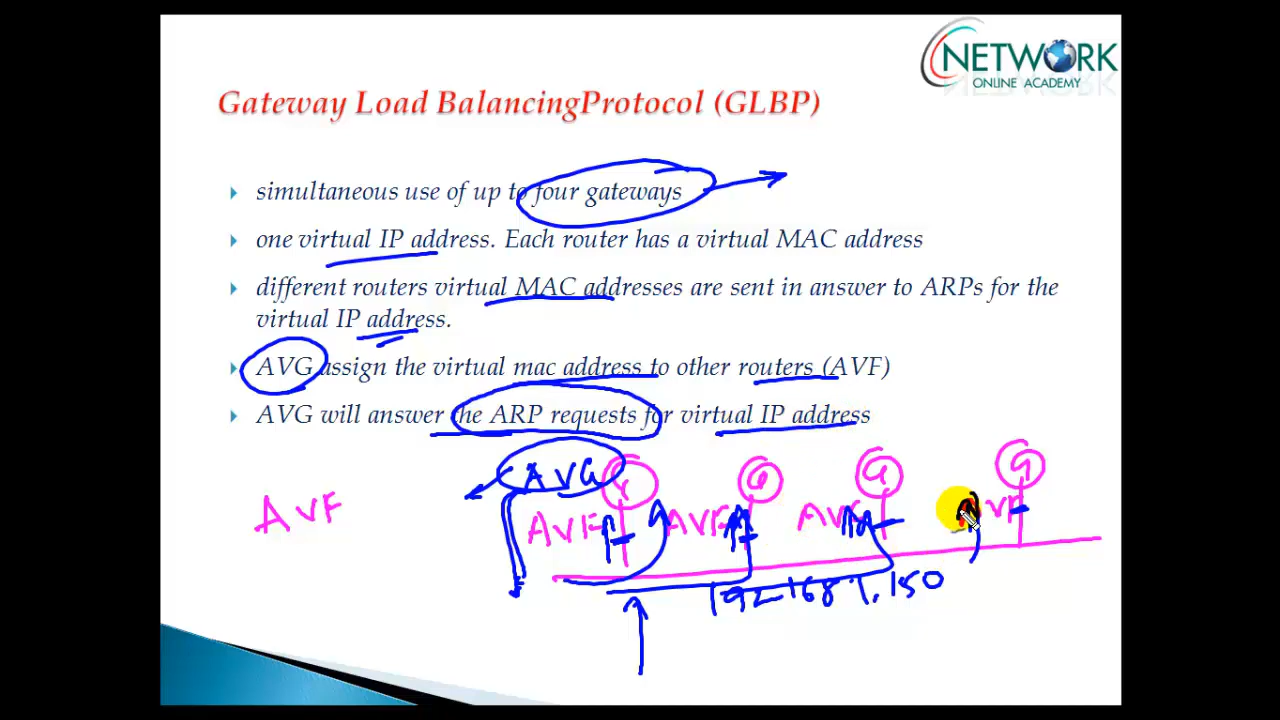 NETWORK
ONLINE ACADEMY
Gateway Load BalancingProtocol (GLBP)
simultaneous use of up to four gateways
one virtual IP address. Each router has a virtual MAC address
different routers virtual MAC addresses are sent in answer to ARPs for the
virtual IP address.
AVG assign the virtual mac address to other routers (AVF)
AVG will answer the ARP requests for virtual IP address
AVG G G G
AVF AVF AVF
192.168.1.150